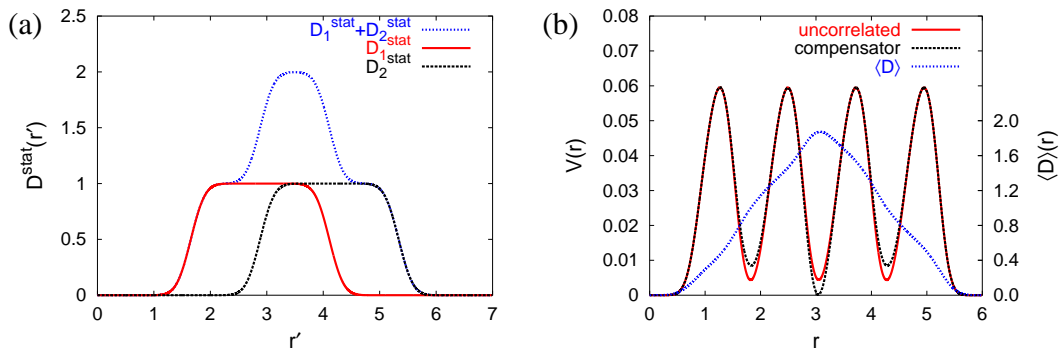 (a)
D₁ˢᵗᵃᵗ+D₂ˢᵗᵃᵗ
D₁ˢᵗᵃᵗ
D₂ˢᵗᵃᵗ
2.5
2
1.5
1
0.5
0
Dˢᵗᵃᵗ(r′)
0 1 2 3 4 5 6 7
r′
(b)
uncorrelated
compensator
⟨D⟩
0.08
0.07
0.06
0.05
0.04
0.03
0.02
0.01
0.00
V(r)
2.0
1.6
1.2
0.8
0.4
0.0
⟨D⟩(r)
0 1 2 3 4 5 6
r